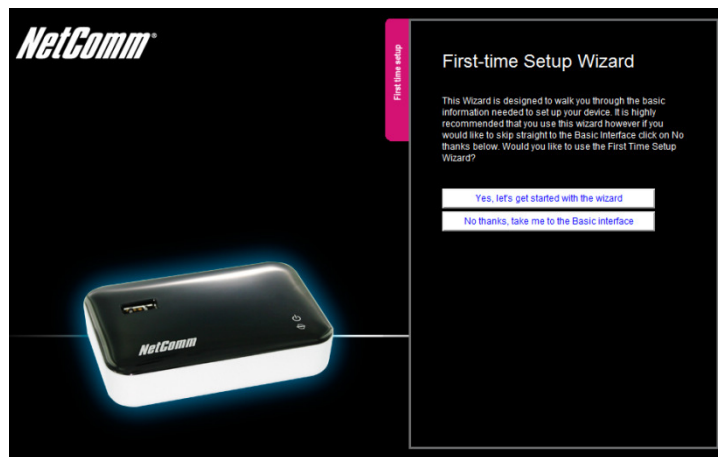 NetComm®
First time setup
First-time Setup Wizard
This Wizard is designed to walk you through the basic
information needed to set up your device. It is highly
recommended that you use this wizard however if you
would like to skip straight to the Basic Interface click on No
thanks below. Would you like to use the First Time Setup
Wizard?
Yes, let's get started with the wizard
No thanks, take me to the Basic interface
NetComm